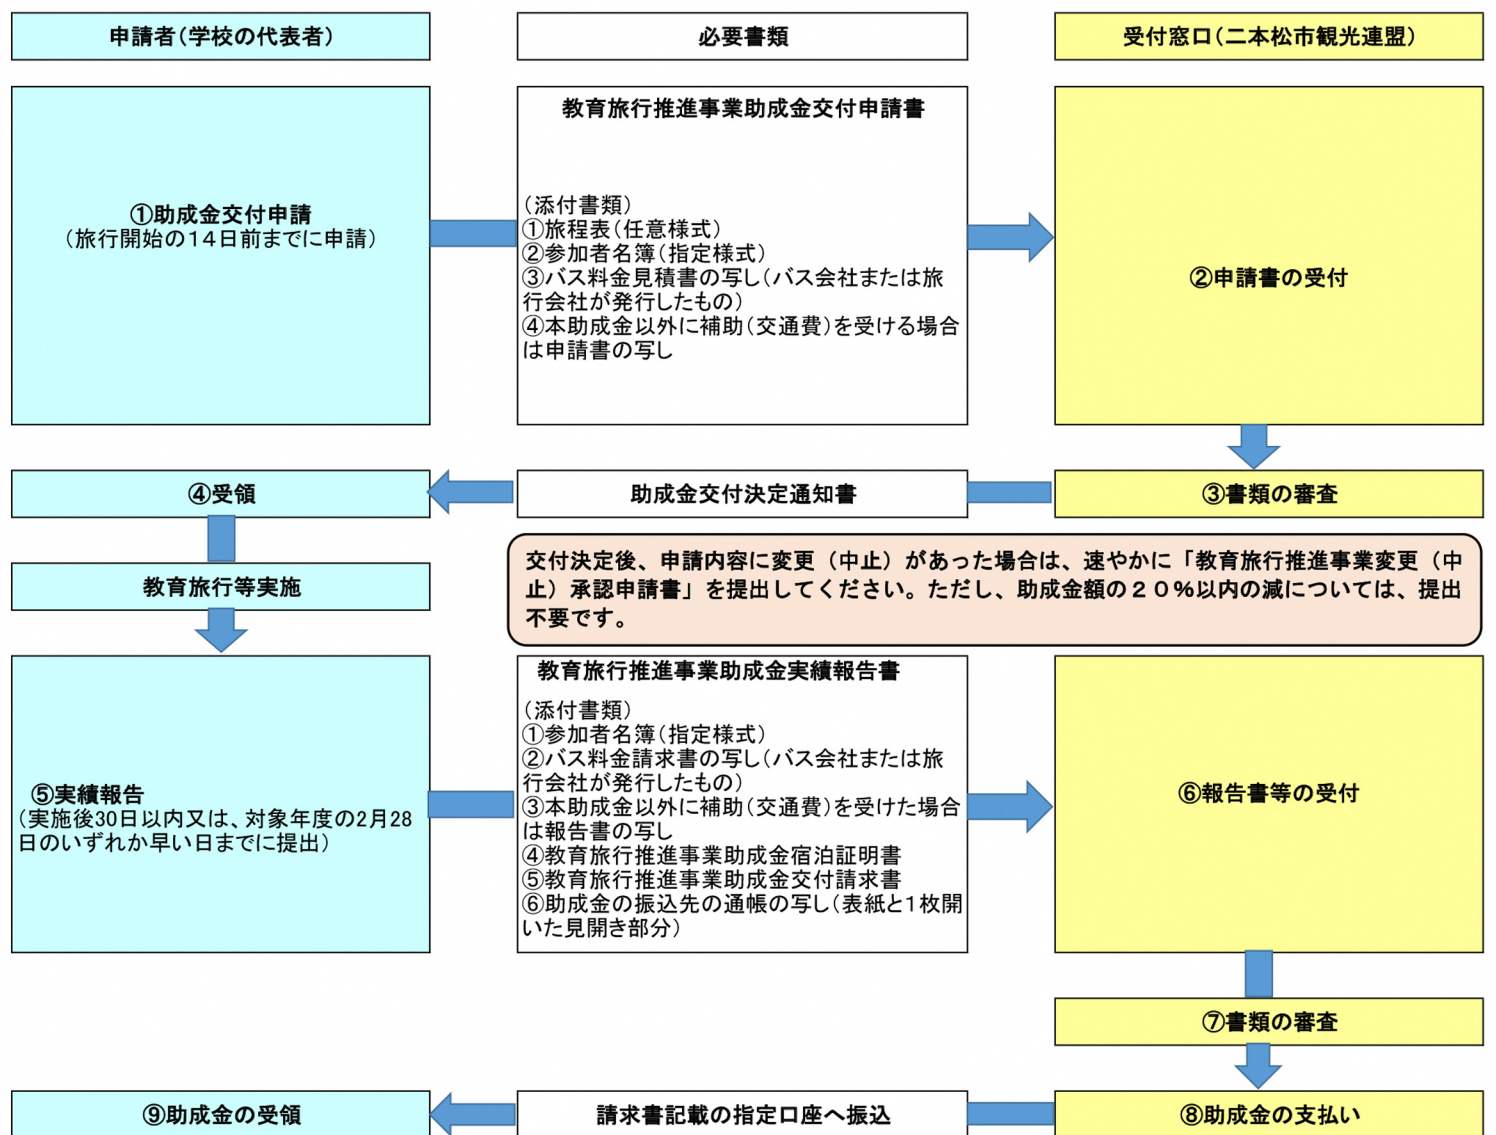 申請者(学校の代表者)
必要書類
受付窓口(二本松市観光連盟)
①助成金交付申請
(旅行開始の14日前までに申請)
教育旅行推進事業助成金交付申請書
(添付書類)
①旅程表(任意様式)
②参加者名簿(指定様式)
③バス料金見積書の写し(バス会社または旅
行会社が発行したもの)
④本助成金以外に補助(交通費)を受ける場合
は申請書の写し
②申請書の受付
④受領
助成金交付決定通知書
③書類の審査
教育旅行等実施
交付決定後、申請内容に変更(中止)があった場合は、速やかに「教育旅行推進事業変更(中
止)承認申請書」を提出してください。ただし、助成金額の20%以内の減については、提出
不要です。
⑤実績報告
(実施後30日以内又は、対象年度の2月28
日のいずれか早い日までに提出)
教育旅行推進事業助成金実績報告書
(添付書類)
①参加者名簿(指定様式)
②バス料金請求書の写し(バス会社または旅
行会社が発行したもの)
③本助成金以外に補助(交通費)を受けた場合
は報告書の写し
④教育旅行推進事業助成金宿泊証明書
⑤教育旅行推進事業助成金交付請求書
⑥助成金の振込先の通帳の写し(表紙と1枚開
いた見開き部分)
⑥報告書等の受付
⑦書類の審査
⑨助成金の受領
請求書記載の指定口座へ振込
⑧助成金の支払い